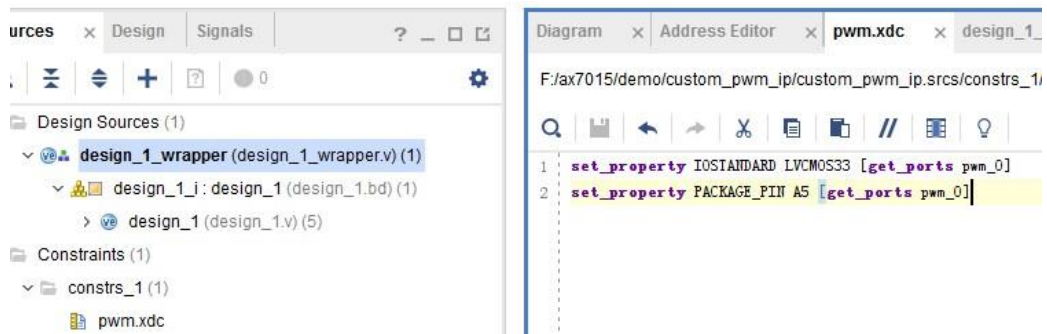 urces × Design Signals ? _
0
Design Sources (1)
design_1_wrapper (design_1_wrapper.v) (1)
design_1_i : design_1 (design_1.bd) (1)
design_1 (design_1.v) (5)
Constraints (1)
constrs_1 (1)
pwm.xdc
Diagram × Address Editor × pwm.xdc × design_1_
F:/ax7015/demo/custom_pwm_ip/custom_pwm_ip.srcs/constrs_1/
1 set_property IOSTANDARD LVCMOS33 [get_ports pwm_0]
2 set_property PACKAGE_PIN A5 [get_ports pwm_0]